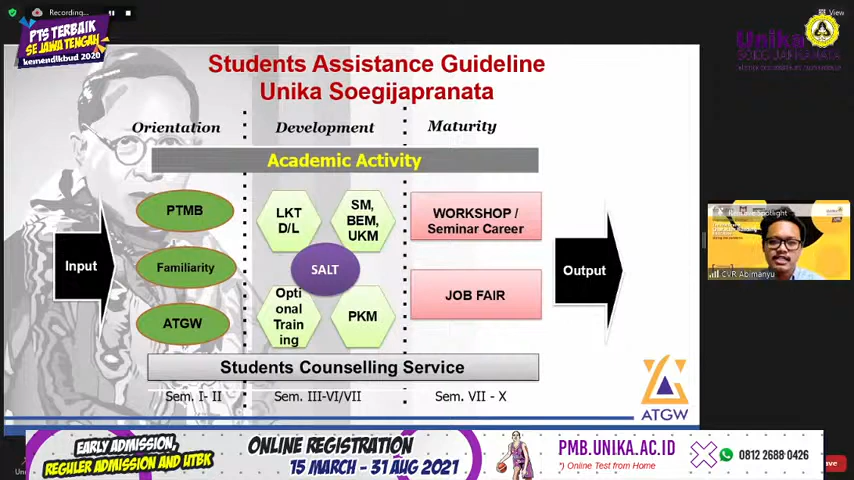 Recording...
View
PTS TERBAIK
SE JAWA TENGAH
kemendikbud 2020
Unika
SOEGIJAPRANATA
Students Assistance Guideline
Unika Soegijapranata
Orientation
Development
Maturity
Academic Activity
PTMB
LKT
D/L
SM,
BEM,
UKM
WORKSHOP /
Seminar Career
Input
Familiarity
SALT
Output
ATGW
Opti
onal
Train
ing
PKM
JOB FAIR
Students Counselling Service
Sem. I- II
Sem. III-VI/VII
Sem. VII - X
ATGW
CVR Abimanyu
EARLY ADMISSION,
REGULER ADMISSION AND UTBK
ONLINE REGISTRATION
15 MARCH - 31 AUG 2021
PMB.UNIKA.AC.ID
*) Online Test from Home
0812 2688 0426